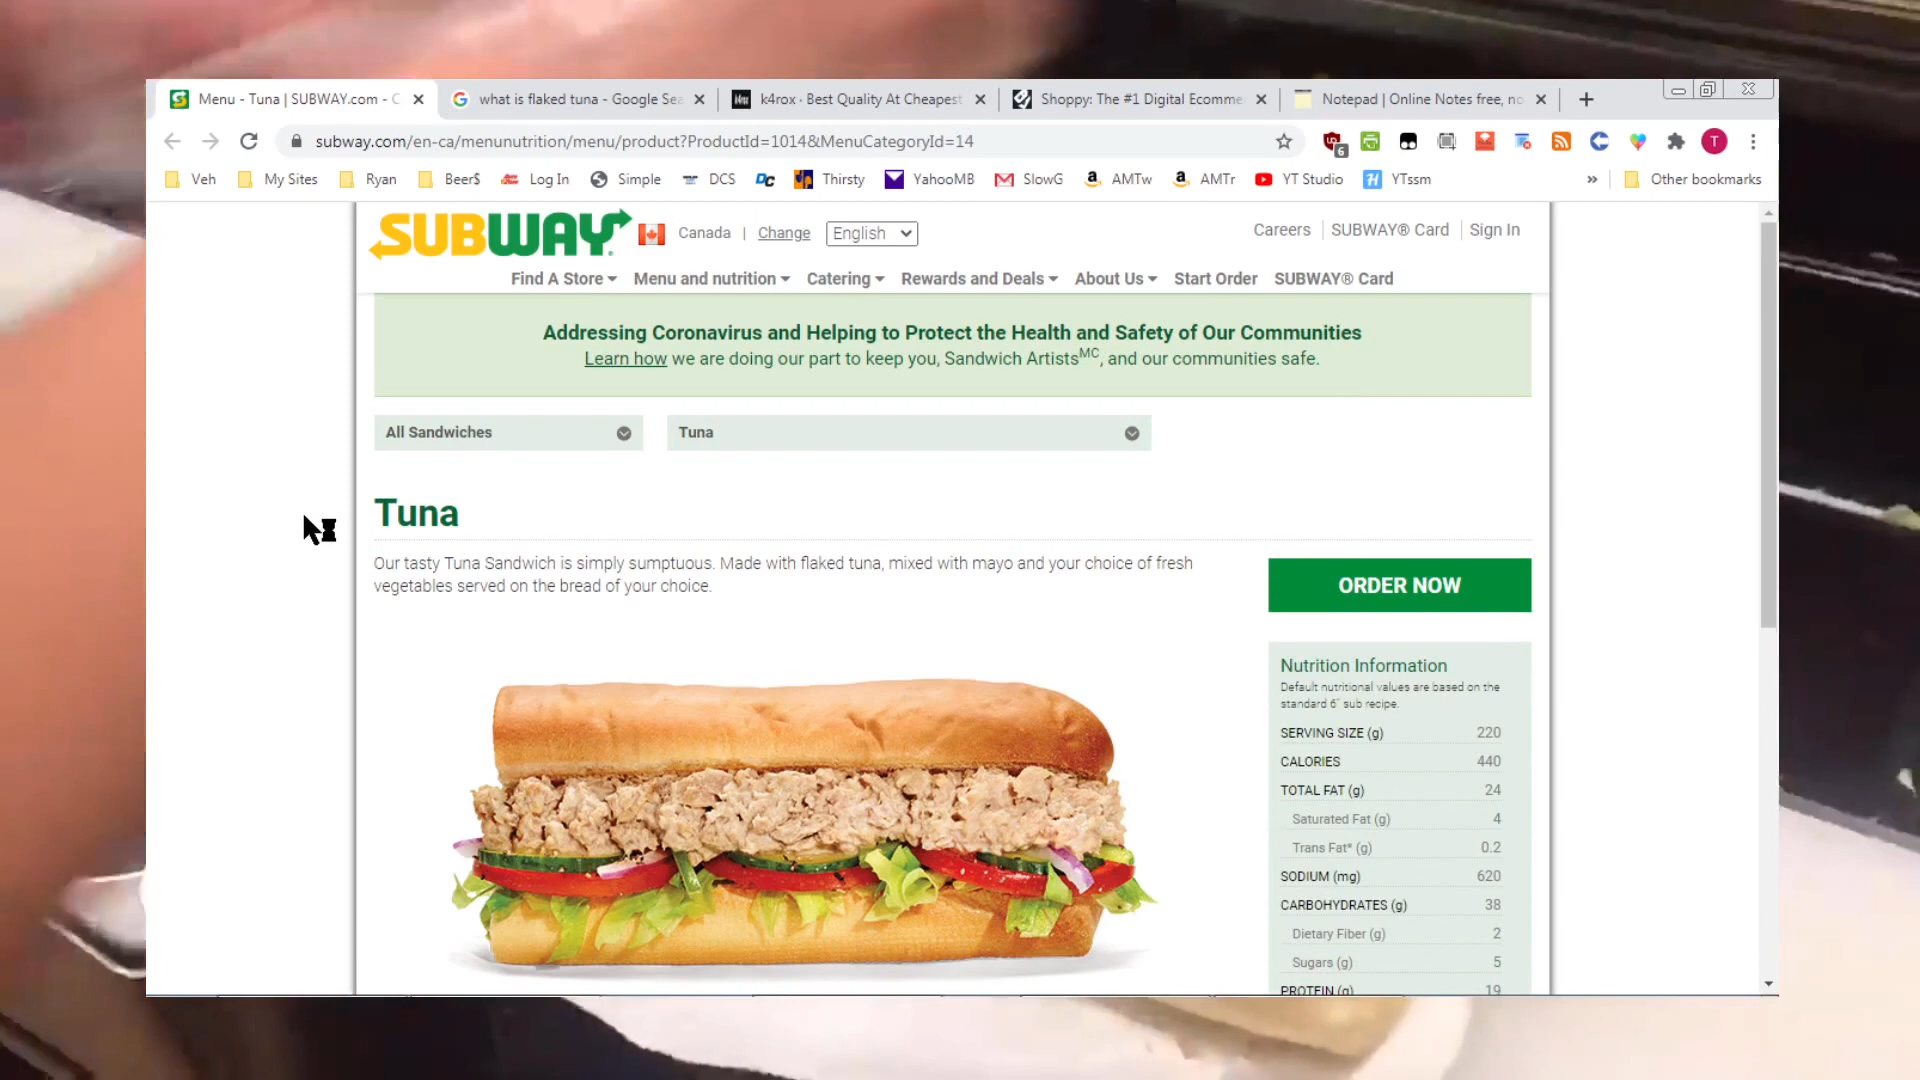 Menu - Tuna | SUBWAY.com - C
what is flaked tuna - Google Sea
k4rox · Best Quality At Cheapest
Shoppy: The #1 Digital Ecomme
Notepad | Online Notes free, no
subway.com/en-ca/menunutrition/menu/product?ProductId=1014&MenuCategoryId=14
6
T
Veh
My Sites
Ryan
Beer$
Log In
Simple
DCS
DC
Thirsty
YahooMB
SlowG
AMTw
AMTr
YT Studio
YTssm
»
Other bookmarks
SUBWAY®
Canada | Change English
Careers | SUBWAY® Card | Sign In
Find A Store Menu and nutrition Catering Rewards and Deals About Us Start Order SUBWAY® Card
Addressing Coronavirus and Helping to Protect the Health and Safety of Our Communities
Learn how we are doing our part to keep you, Sandwich Artistsᴹᶜ, and our communities safe.
All Sandwiches
Tuna
Tuna
Our tasty Tuna Sandwich is simply sumptuous. Made with flaked tuna, mixed with mayo and your choice of fresh
vegetables served on the bread of your choice.
ORDER NOW
Nutrition Information
Default nutritional values are based on the
standard 6" sub recipe.
SERVING SIZE (g) 220
CALORIES 440
TOTAL FAT (g) 24
Saturated Fat (g) 4
Trans Fat* (g) 0.2
SODIUM (mg) 620
CARBOHYDRATES (g) 38
Dietary Fiber (g) 2
Sugars (g) 5
PROTEIN (g) 19